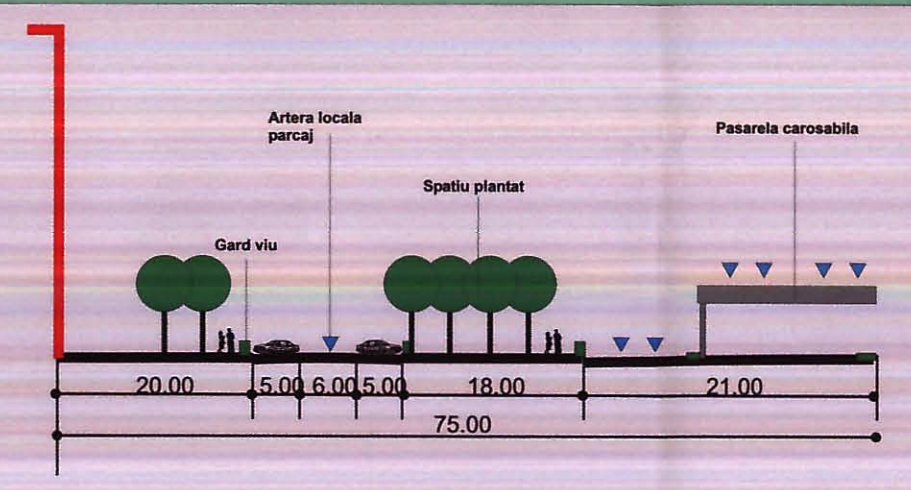 Artera locala
parcaj
Pasarela carosabila
Spatiu plantat
Gard viu
20.00 5.00 6.00 5.00 18.00 21.00
75.00